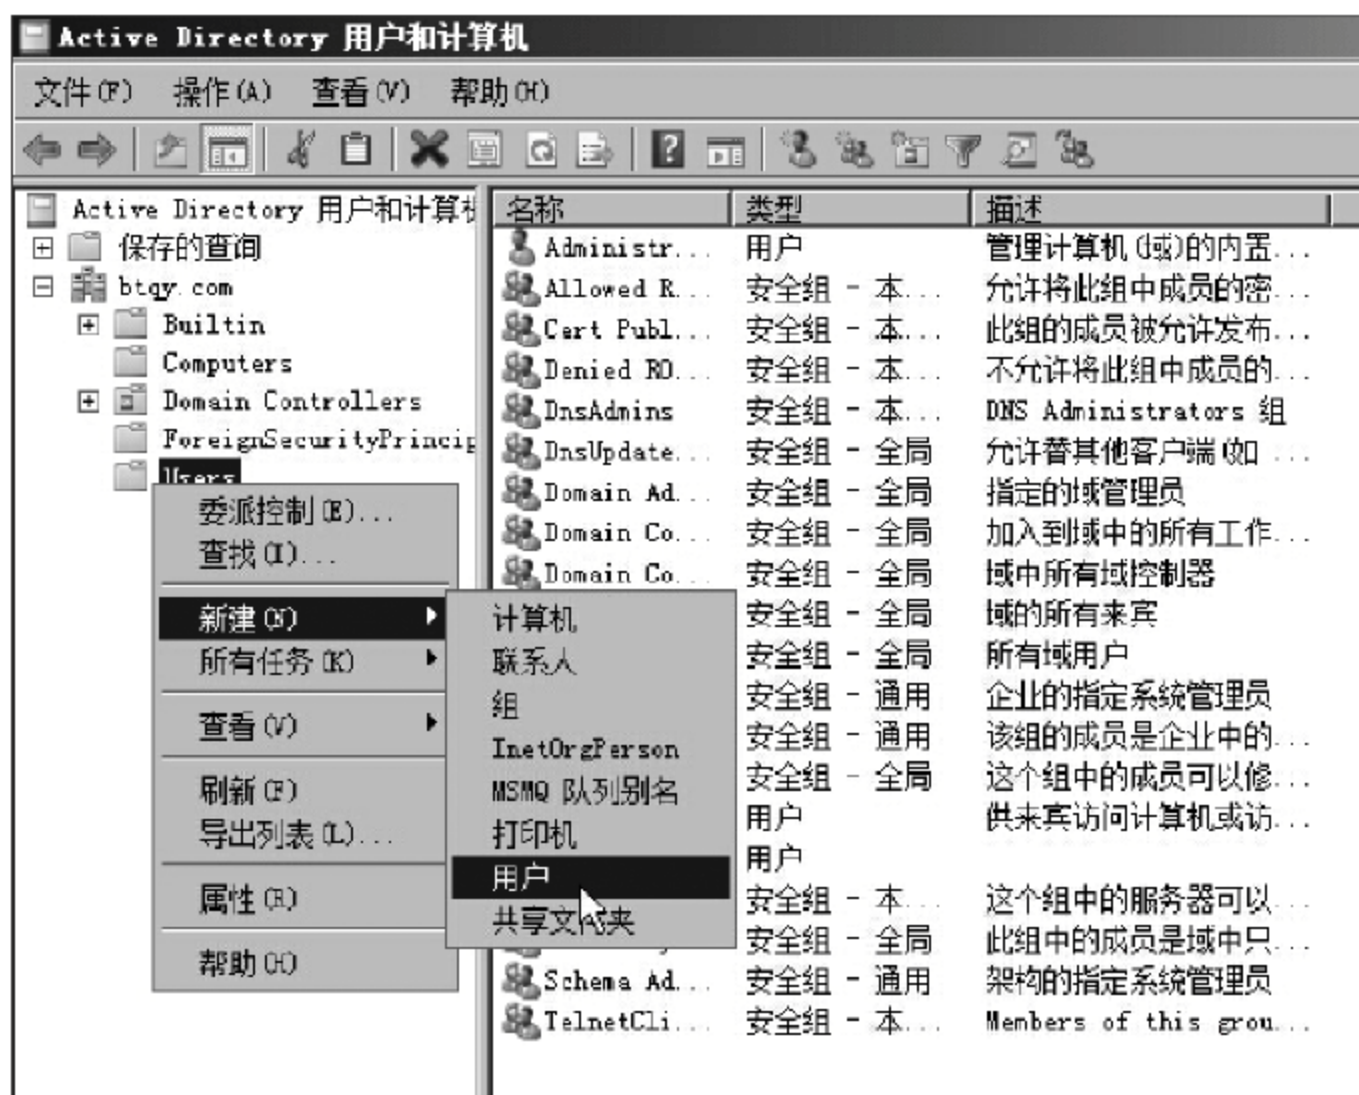 Active Directory 用户和计算机
文件(F) 操作(A) 查看(V) 帮助(H)
Active Directory 用户和计算机
保存的查询
btqy.com
Builtin
Computers
Domain Controllers
ForeignSecurityPrincip
Users
委派控制(E)...
查找(I)...
新建(N)
所有任务(K)
查看(V)
刷新(F)
导出列表(L)...
属性(R)
帮助(H)
计算机
联系人
组
InetOrgPerson
MSMQ 队列别名
打印机
用户
共享文件夹
名称 类型 描述
Administr... 用户 管理计算机(域)的内置...
Allowed R... 安全组 - 本... 允许将此组中成员的密...
Cert Publ... 安全组 - 本... 此组的成员被允许发布...
Denied RO... 安全组 - 本... 不允许将此组中成员的...
DnsAdmins 安全组 - 本... DNS Administrators 组
DnsUpdate... 安全组 - 全局 允许替其他客户端(如 ...
Domain Ad... 安全组 - 全局 指定的域管理员
Domain Co... 安全组 - 全局 加入到域中的所有工作...
Domain Co... 安全组 - 全局 域中所有域控制器
安全组 - 全局 域的所有来宾
安全组 - 全局 所有域用户
安全组 - 通用 企业的指定系统管理员
安全组 - 通用 该组的成员是企业中的...
安全组 - 全局 这个组中的成员可以修...
用户 供来宾访问计算机或访...
用户
安全组 - 本... 这个组中的服务器可以...
安全组 - 全局 此组中的成员是域中只...
Schema Ad... 安全组 - 通用 架构的指定系统管理员
TelnetCli... 安全组 - 本... Members of this grou...